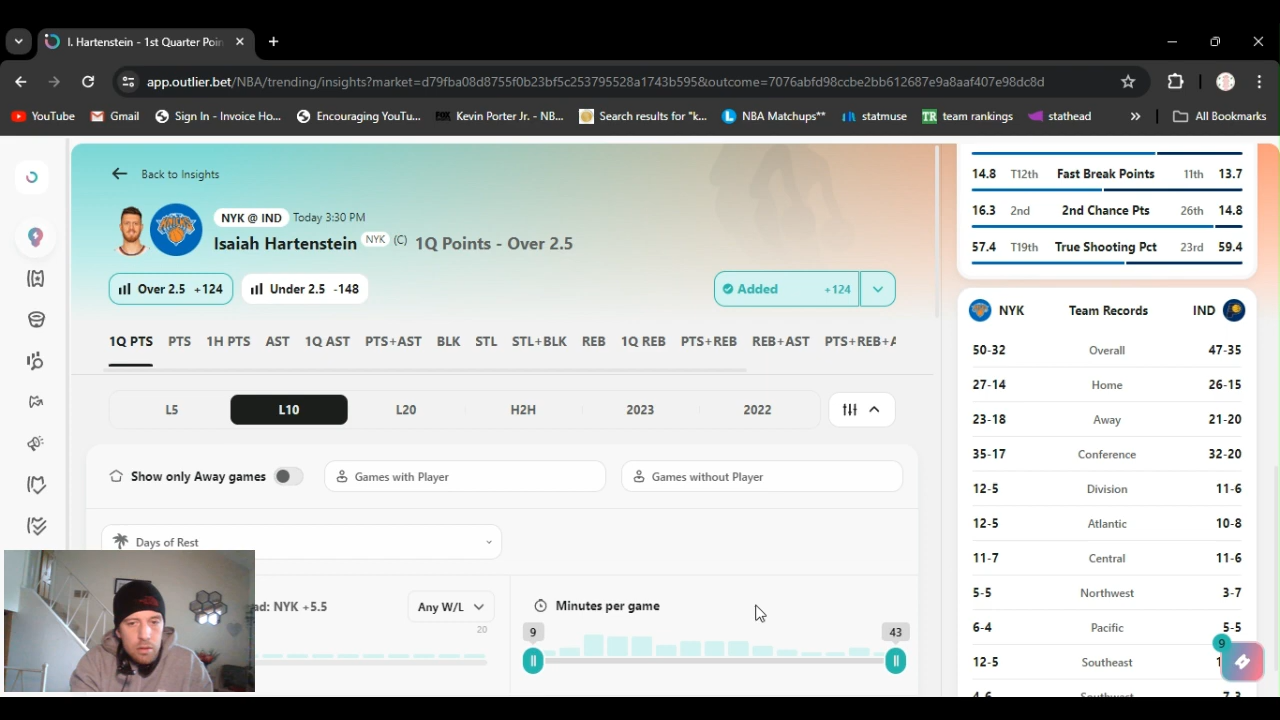 I. Hartenstein - 1st Quarter Poin
app.outlier.bet/NBA/trending/insights?market=d79fba08d8755f0b23bf5c253795528a1743b595&outcome=7076abfd98ccbe2bb612687e9a8aaf407e98dc8d
YouTube Gmail Sign In - Invoice Ho... Encouraging YouTu... Kevin Porter Jr. - NB... Search results for "k... NBA Matchups** statmuse TR team rankings stathead » All Bookmarks
Back to Insights
NYK @ IND Today 3:30 PM
Isaiah Hartenstein NYK (C) 1Q Points - Over 2.5
Over 2.5 +124 Under 2.5 -148 Added +124
1Q PTS PTS 1H PTS AST 1Q AST PTS+AST BLK STL STL+BLK REB 1Q REB PTS+REB REB+AST PTS+REB+A
L5 L10 L20 H2H 2023 2022
Show only Away games Games with Player Games without Player
Days of Rest
ad: NYK +5.5 Any W/L
20
Minutes per game
9 43
14.8 T12th Fast Break Points 11th 13.7
16.3 2nd 2nd Chance Pts 26th 14.8
57.4 T19th True Shooting Pct 23rd 59.4
NYK Team Records IND
50-32 Overall 47-35
27-14 Home 26-15
23-18 Away 21-20
35-17 Conference 32-20
12-5 Division 11-6
12-5 Atlantic 10-8
11-7 Central 11-6
5-5 Northwest 3-7
6-4 Pacific 5-5
9
12-5 Southeast 1
4-6 Southwest 7-3